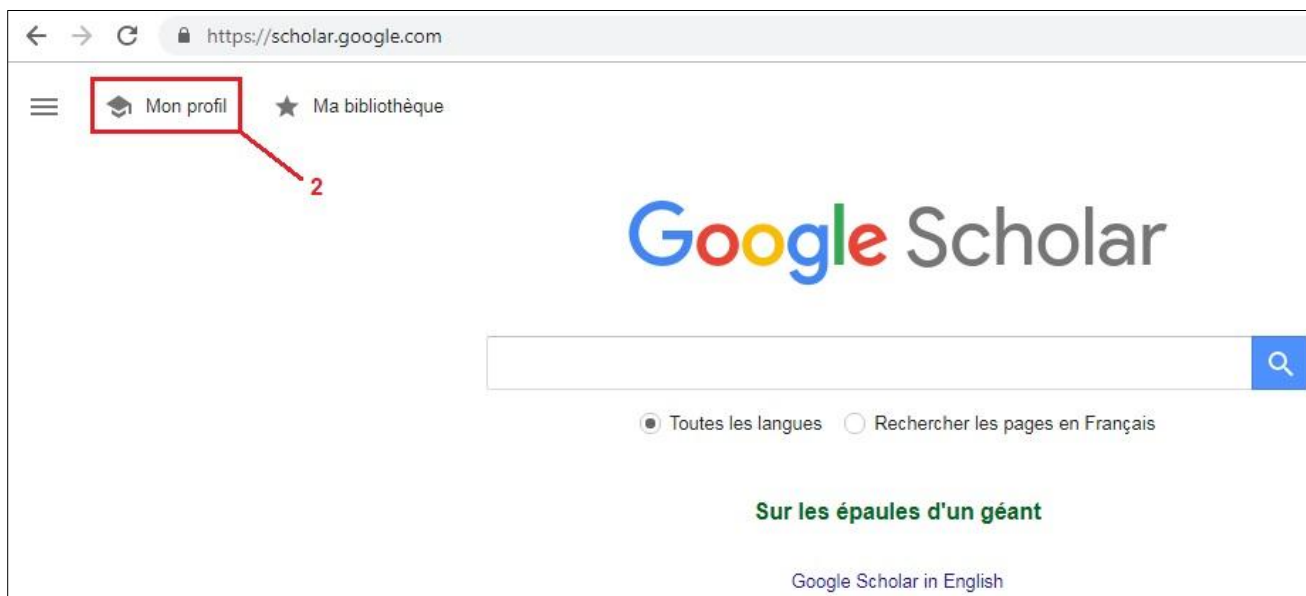 https://scholar.google.com
Mon profil Ma bibliothèque
2
Google Scholar
Toutes les langues Rechercher les pages en Français
Sur les épaules d'un géant
Google Scholar in English